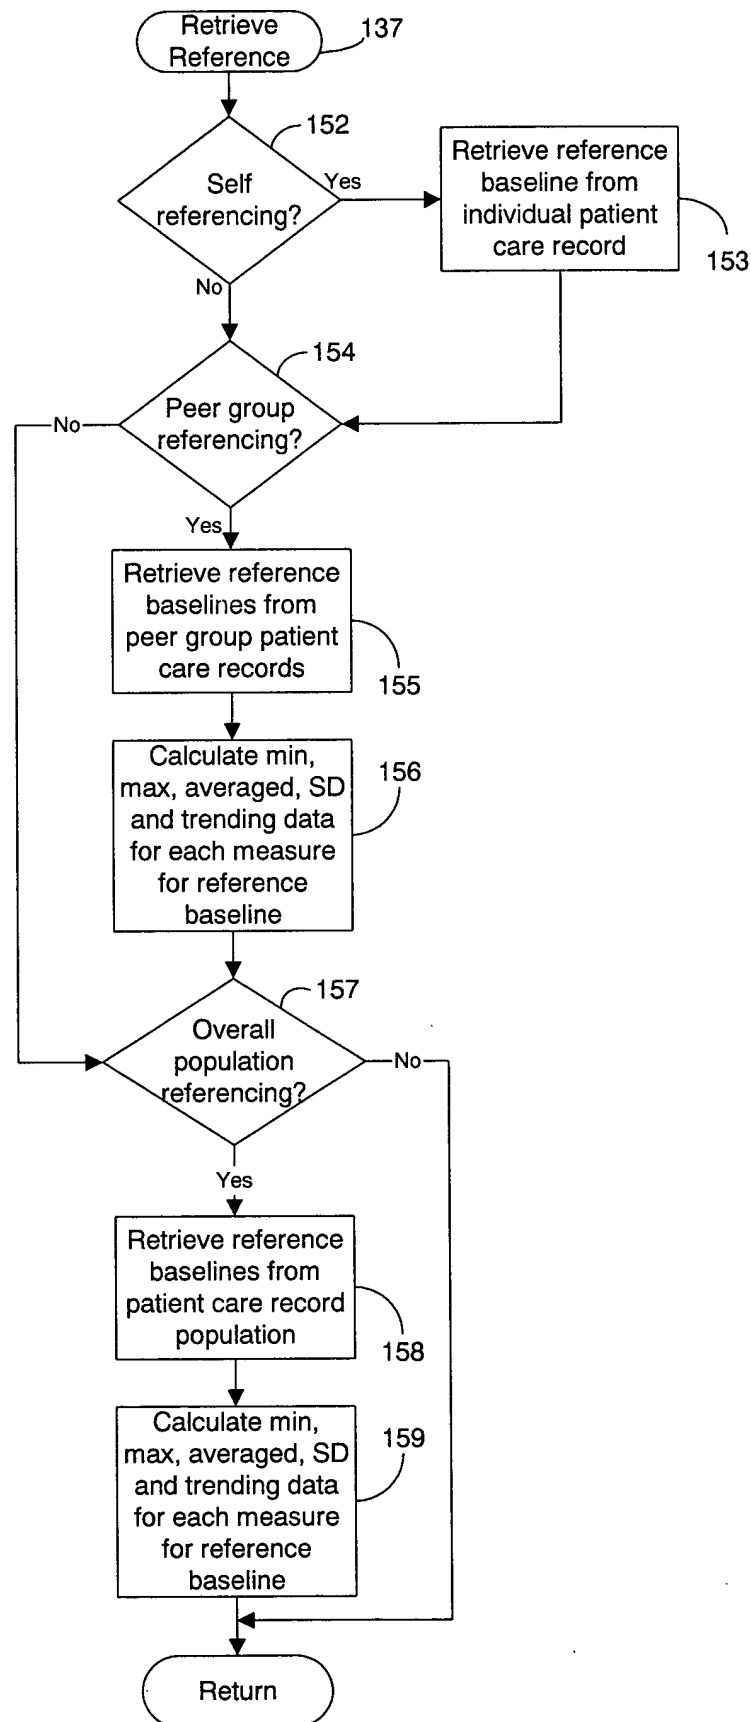 Retrieve
Reference
137
152
Self
referencing?
Yes
Retrieve reference
baseline from
individual patient
care record
153
No
154
Peer group
referencing?
No
Yes
Retrieve reference
baselines from
peer group patient
care records
155
Calculate min,
max, averaged, SD
and trending data
for each measure
for reference
baseline
156
157
Overall
population
referencing?
No
Yes
Retrieve reference
baselines from
patient care record
population
158
Calculate min,
max, averaged, SD
and trending data
for each measure
for reference
baseline
159
Return